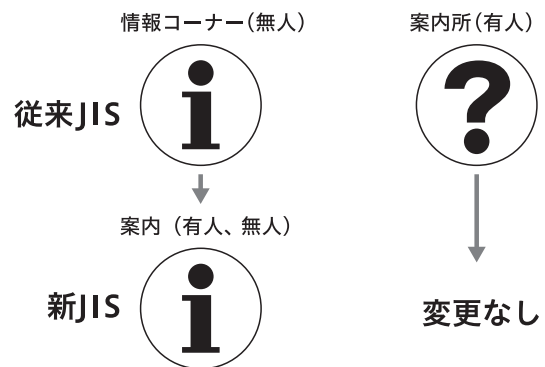 情報コーナー（無人）
案内所（有人）
従来JIS
i
?
案内（有人、無人）
新JIS
i
変更なし